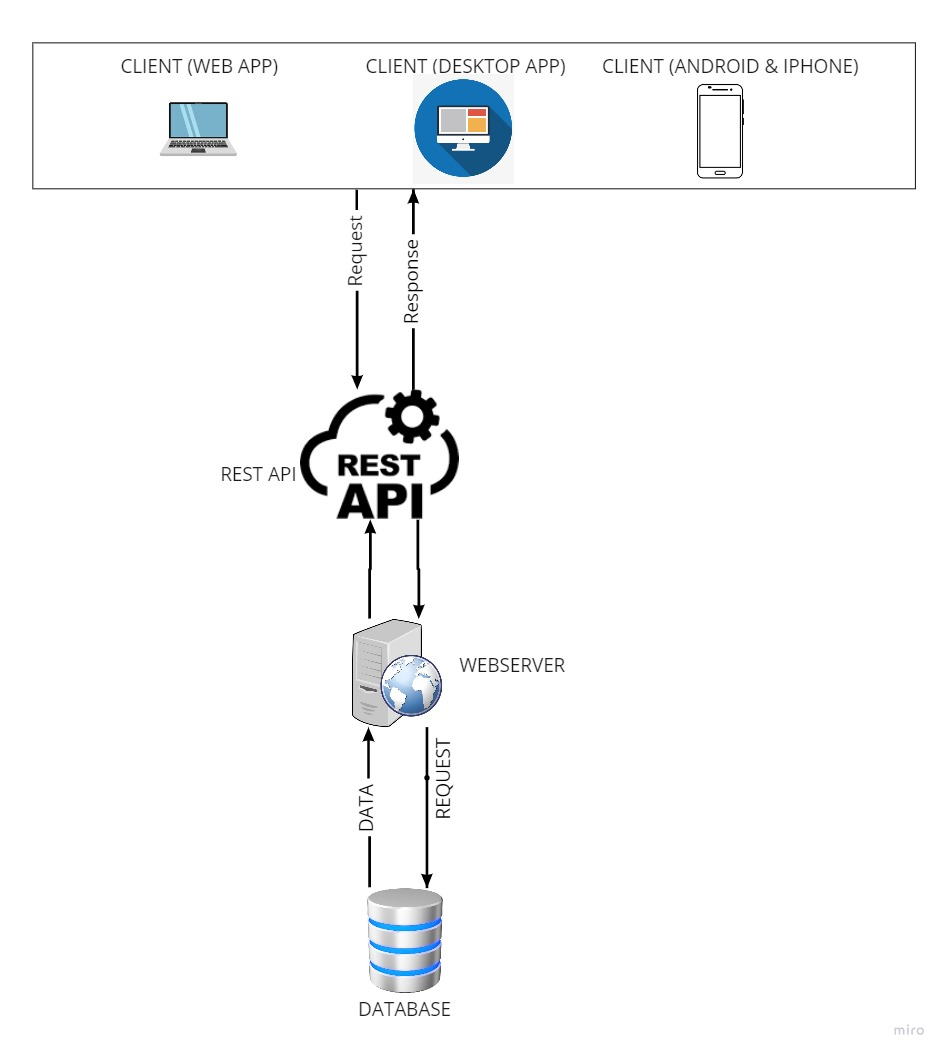 CLIENT (WEB APP)
CLIENT (DESKTOP APP)
CLIENT (ANDROID & IPHONE)
Request
Response
REST API
REST
API
WEBSERVER
REQUEST
DATA
DATABASE
miro